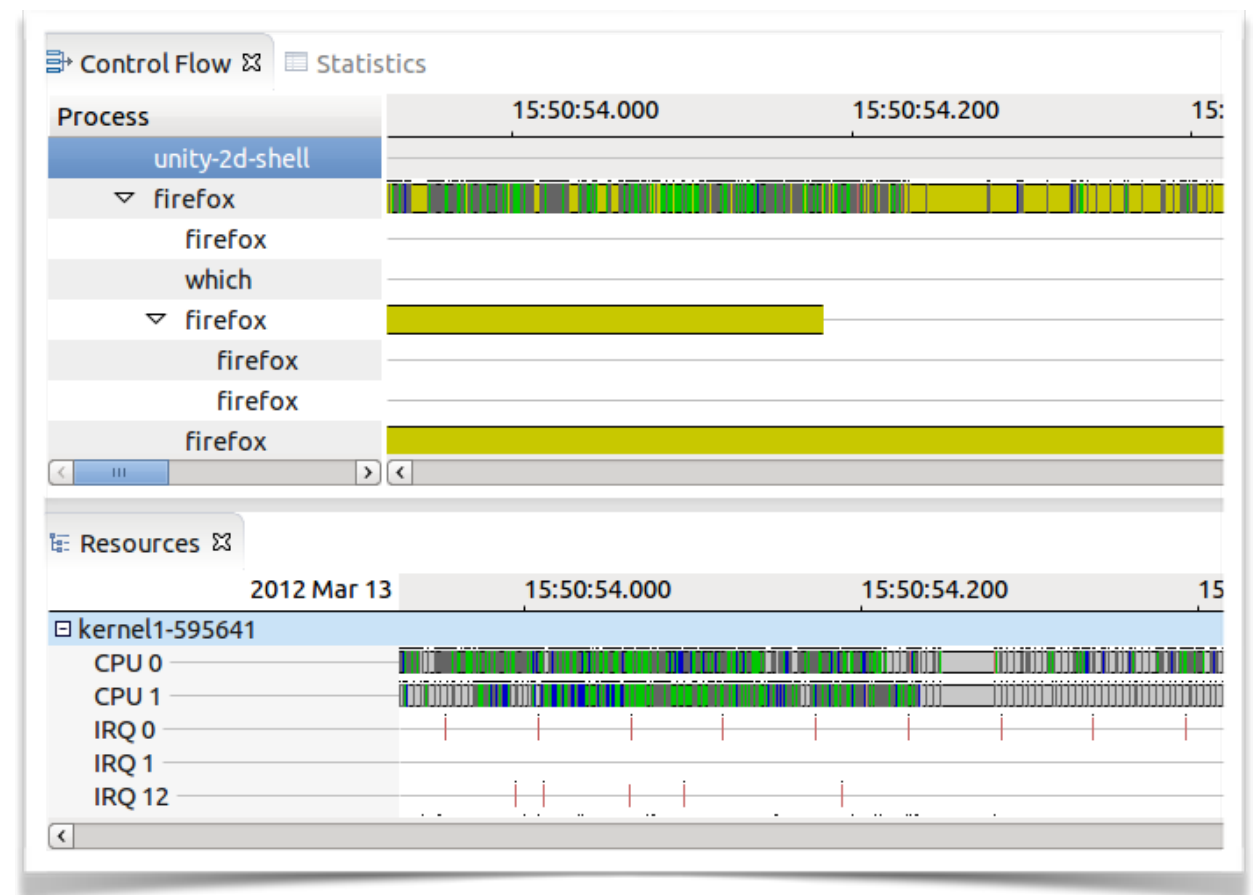 Control Flow Statistics
Process 15:50:54.000 15:50:54.200 15:
unity-2d-shell
firefox
firefox
which
firefox
firefox
firefox
firefox
Resources
2012 Mar 13 15:50:54.000 15:50:54.200 15
kernel1-595641
CPU 0
CPU 1
IRQ 0
IRQ 1
IRQ 12